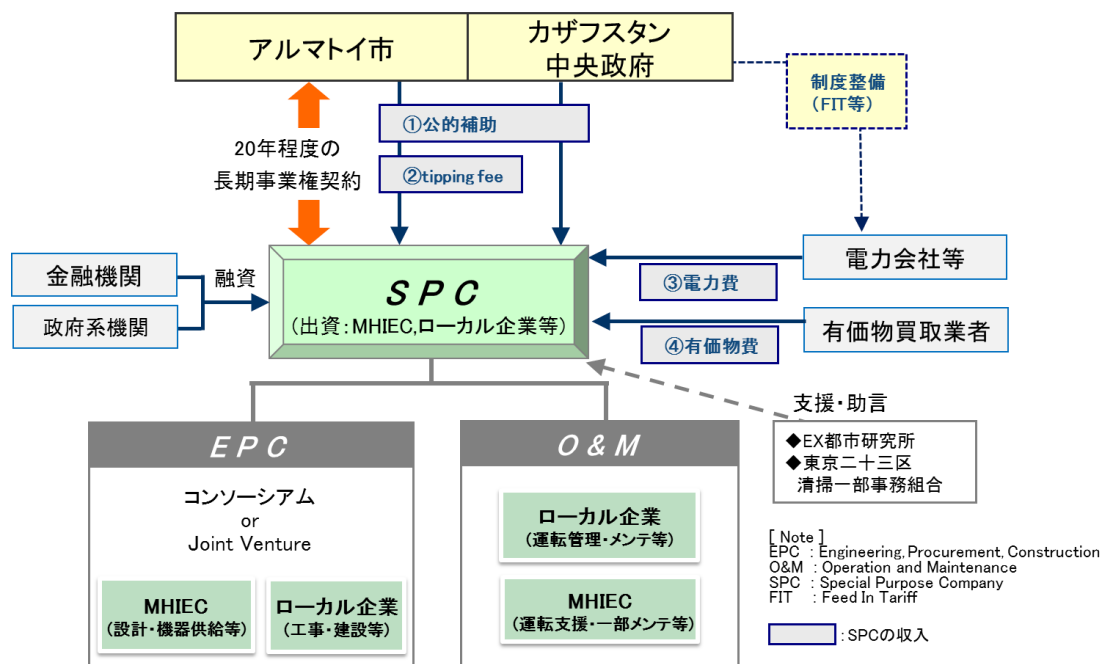 アルマトイ市
カザフスタン
中央政府
制度整備
(FIT等)
①公的補助
②tipping fee
20年程度の
長期事業権契約
金融機関
政府系機関
融資
SPC
(出資:MHIEC,ローカル企業等)
③電力費
④有価物費
電力会社等
有価物買取業者
支援・助言
◆EX都市研究所
◆東京二十三区
清掃一部事務組合
EPC
コンソーシアム
or
Joint Venture
MHIEC
(設計・機器供給等)
ローカル企業
(工事・建設等)
O&M
ローカル企業
(運転管理・メンテ等)
MHIEC
(運転支援・一部メンテ等)
[ Note ]
EPC : Engineering, Procurement, Construction
O&M : Operation and Maintenance
SPC : Special Purpose Company
FIT : Feed In Tariff
:SPCの収入